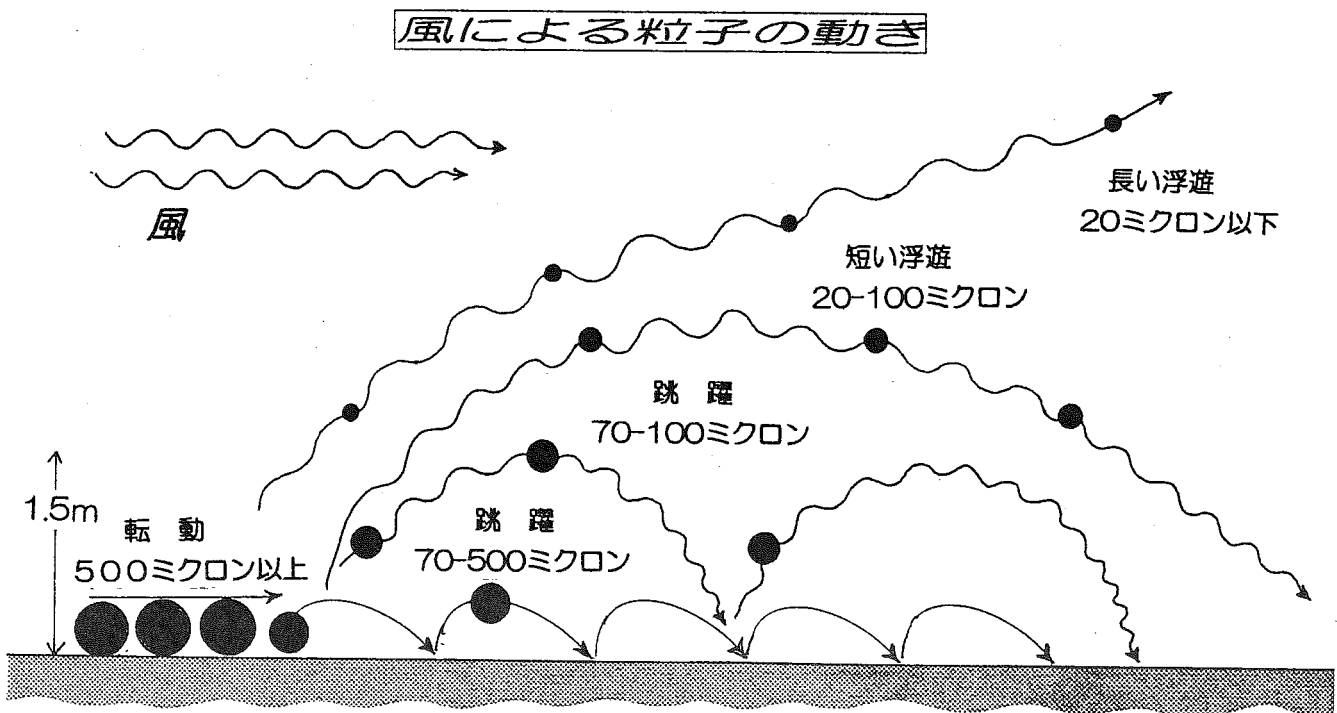 風による粒子の動き
風
長い浮遊
20ミクロン以下
短い浮遊
20-100ミクロン
跳 躍
70-100ミクロン
1.5m
転 動
500ミクロン以上
跳 躍
70-500ミクロン